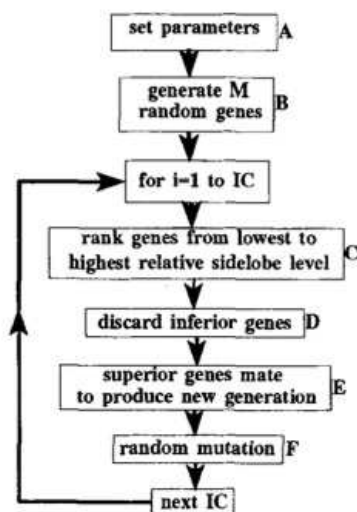 set parameters A
generate M
random genes B
for i=1 to IC
rank genes from lowest to
highest relative sidelobe level C
discard inferior genes D
superior genes mate
to produce new generation E
random mutation F
next IC